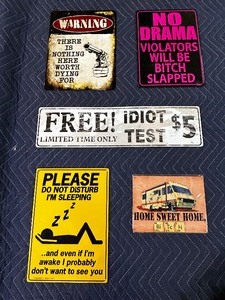 WARNING
THERE
IS
NOTHING
HERE
WORTH
DYING
FOR
NO
DRAMA
VIOLATORS
WILL BE
BITCH
SLAPPED
FREE! IDIOT TEST $5
LIMITED TIME ONLY
PLEASE
DO NOT DISTURB
I'M SLEEPING
Z
Z
Z
...and even if I'm
awake I probably
don't want to see you
HOME SWEET HOME.